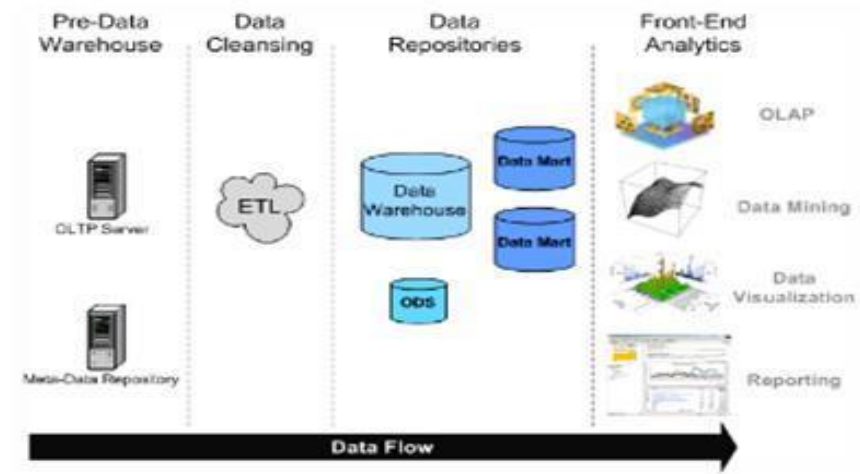 Pre-Data
Warehouse
Data
Cleansing
Data
Repositories
Front-End
Analytics
OLTP Server
Meta-Data Repository
ETL
Data
Warehouse
Data Mart
Data Mart
ODS
OLAP
Data Mining
Data
Visualization
Reporting
Data Flow